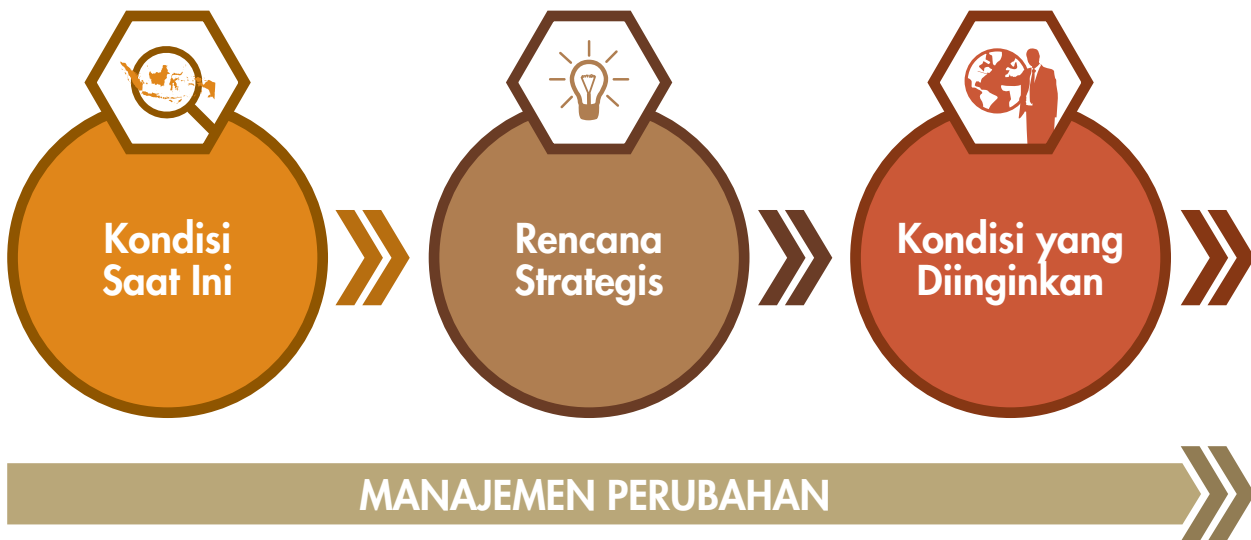 Kondisi
Saat Ini
Rencana
Strategis
Kondisi yang
Diinginkan
MANAJEMEN PERUBAHAN